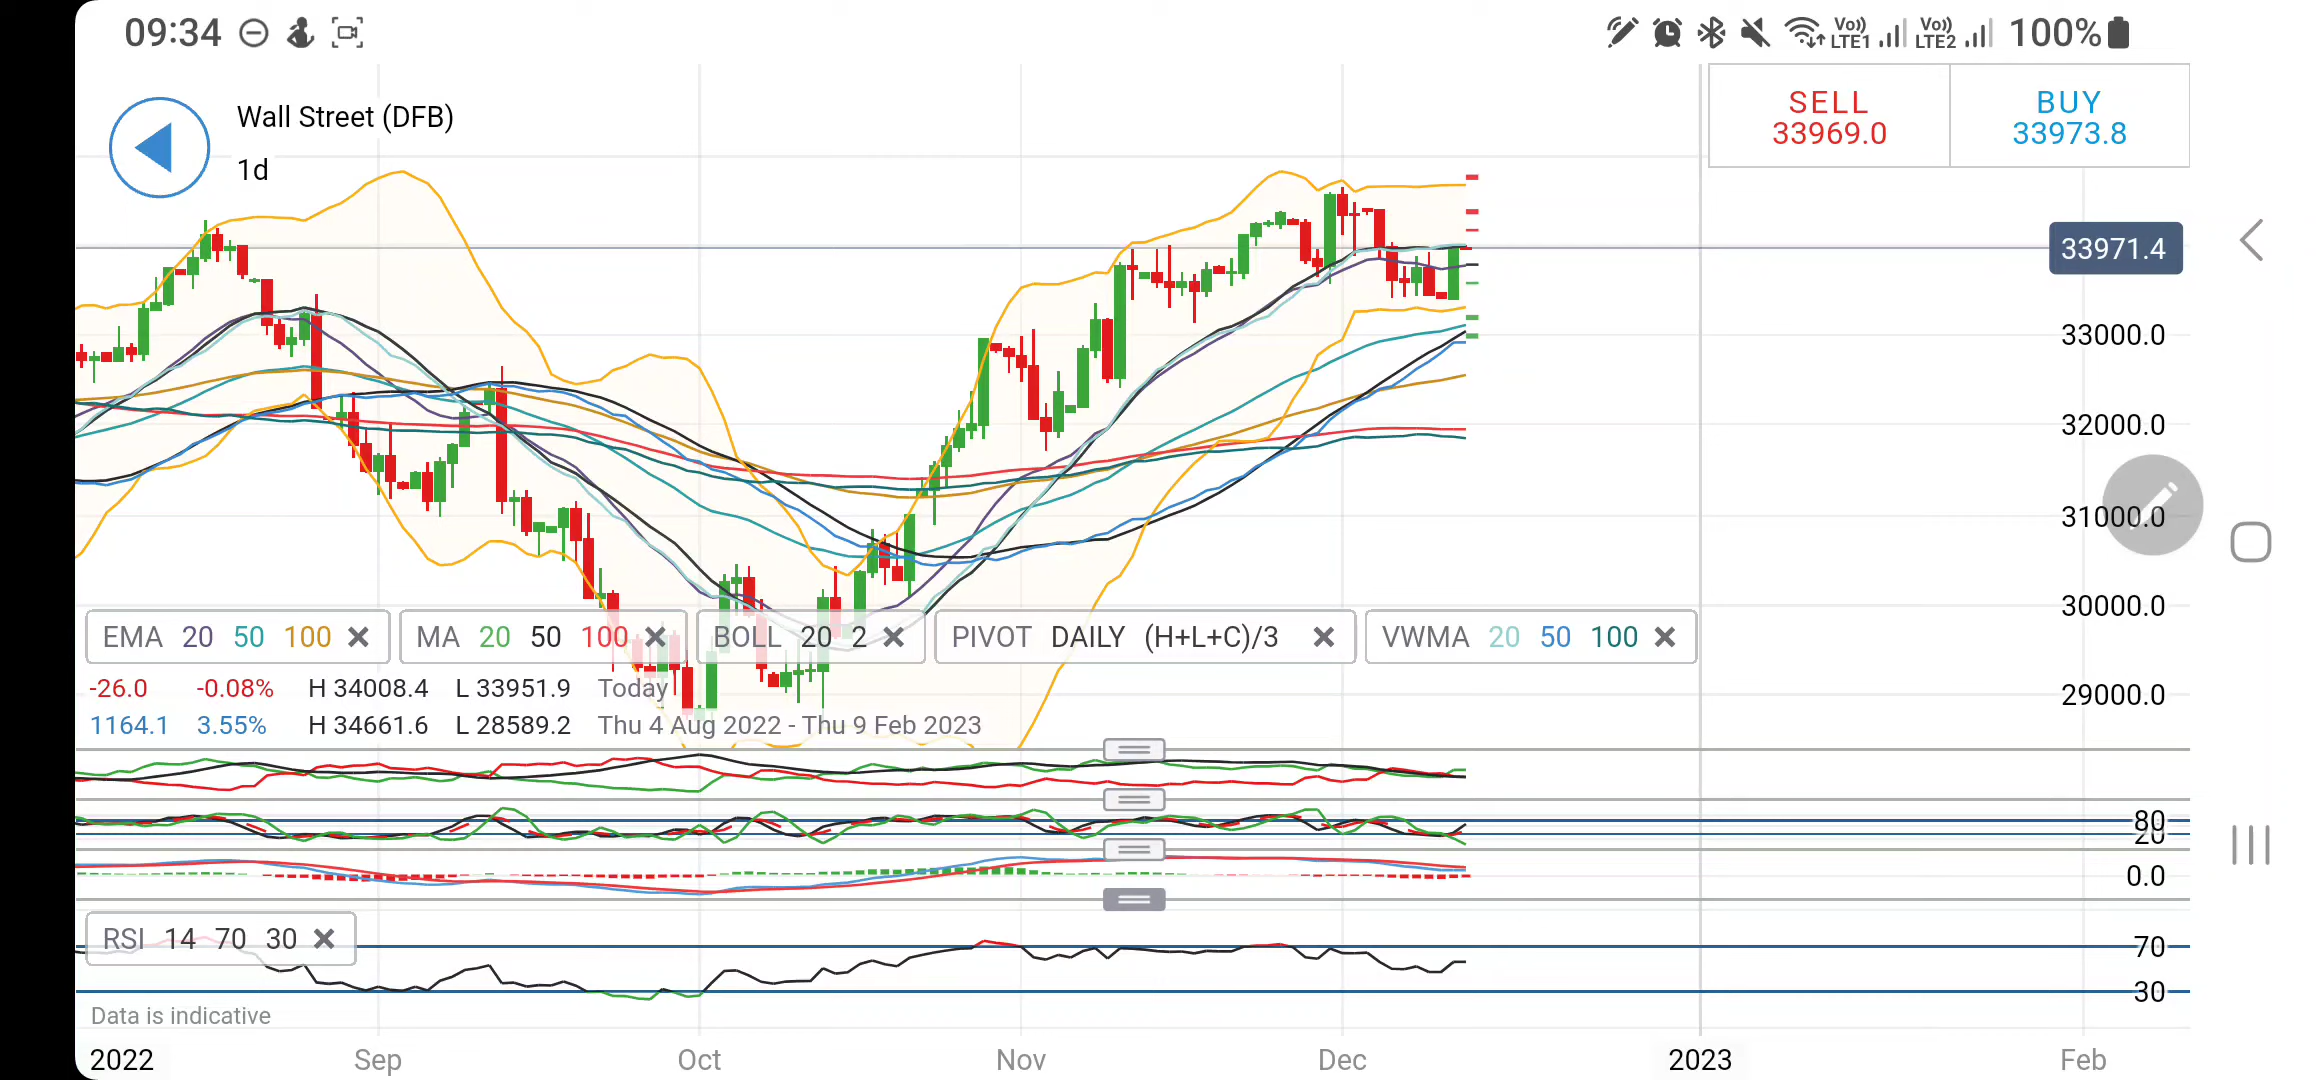 09:34
Vo)) LTE1 Vo)) LTE2 100%
Wall Street (DFB)
1d
SELL 33969.0
BUY 33973.8
33971.4
33000.0
32000.0
31000.0
30000.0
29000.0
EMA 20 50 100
MA 20 50 100
BOLL 20 2
PIVOT DAILY (H+L+C)/3
VWMA 20 50 100
-26.0 -0.08% H 34008.4 L 33951.9 Today
1164.1 3.55% H 34661.6 L 28589.2 Thu 4 Aug 2022 - Thu 9 Feb 2023
80
20
0.0
RSI 14 70 30
70
30
Data is indicative
2022 Sep Oct Nov Dec 2023 Feb